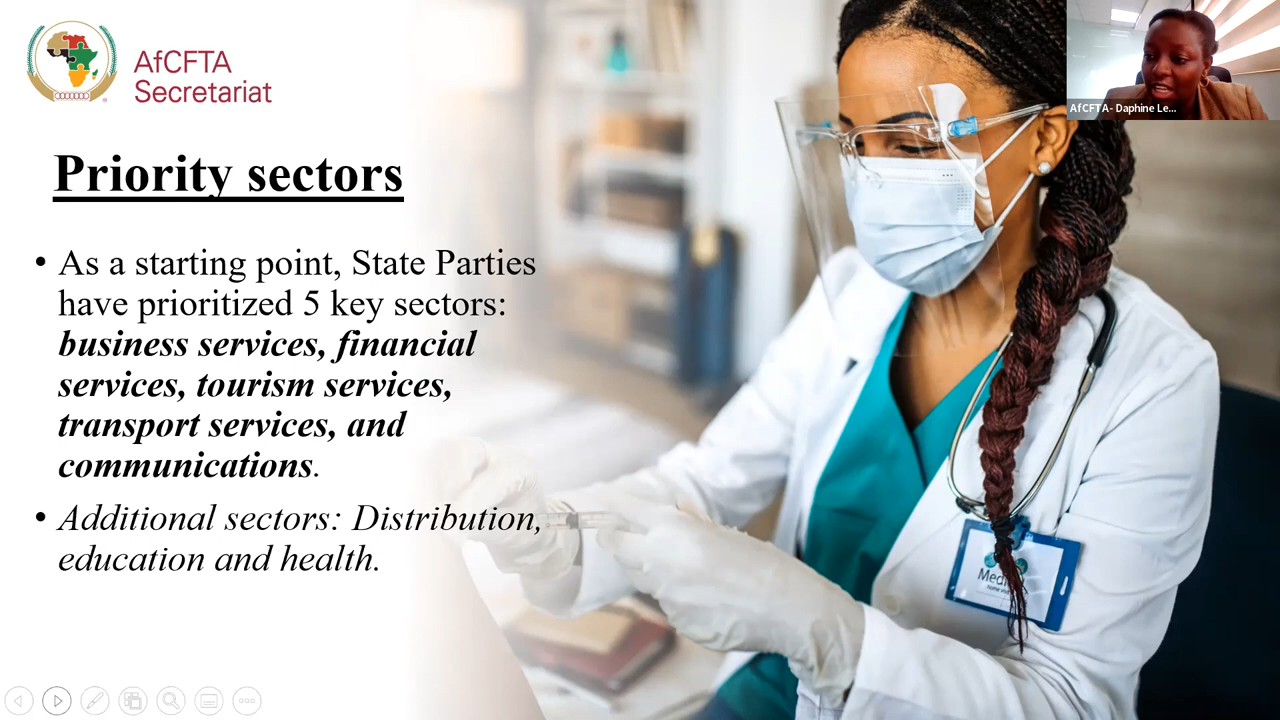 AfCFTA
Secretariat
AfCFTA- Daphine Le...
Priority sectors
• As a starting point, State Parties
have prioritized 5 key sectors:
business services, financial
services, tourism services,
transport services, and
communications.
• Additional sectors: Distribution,
education and health.